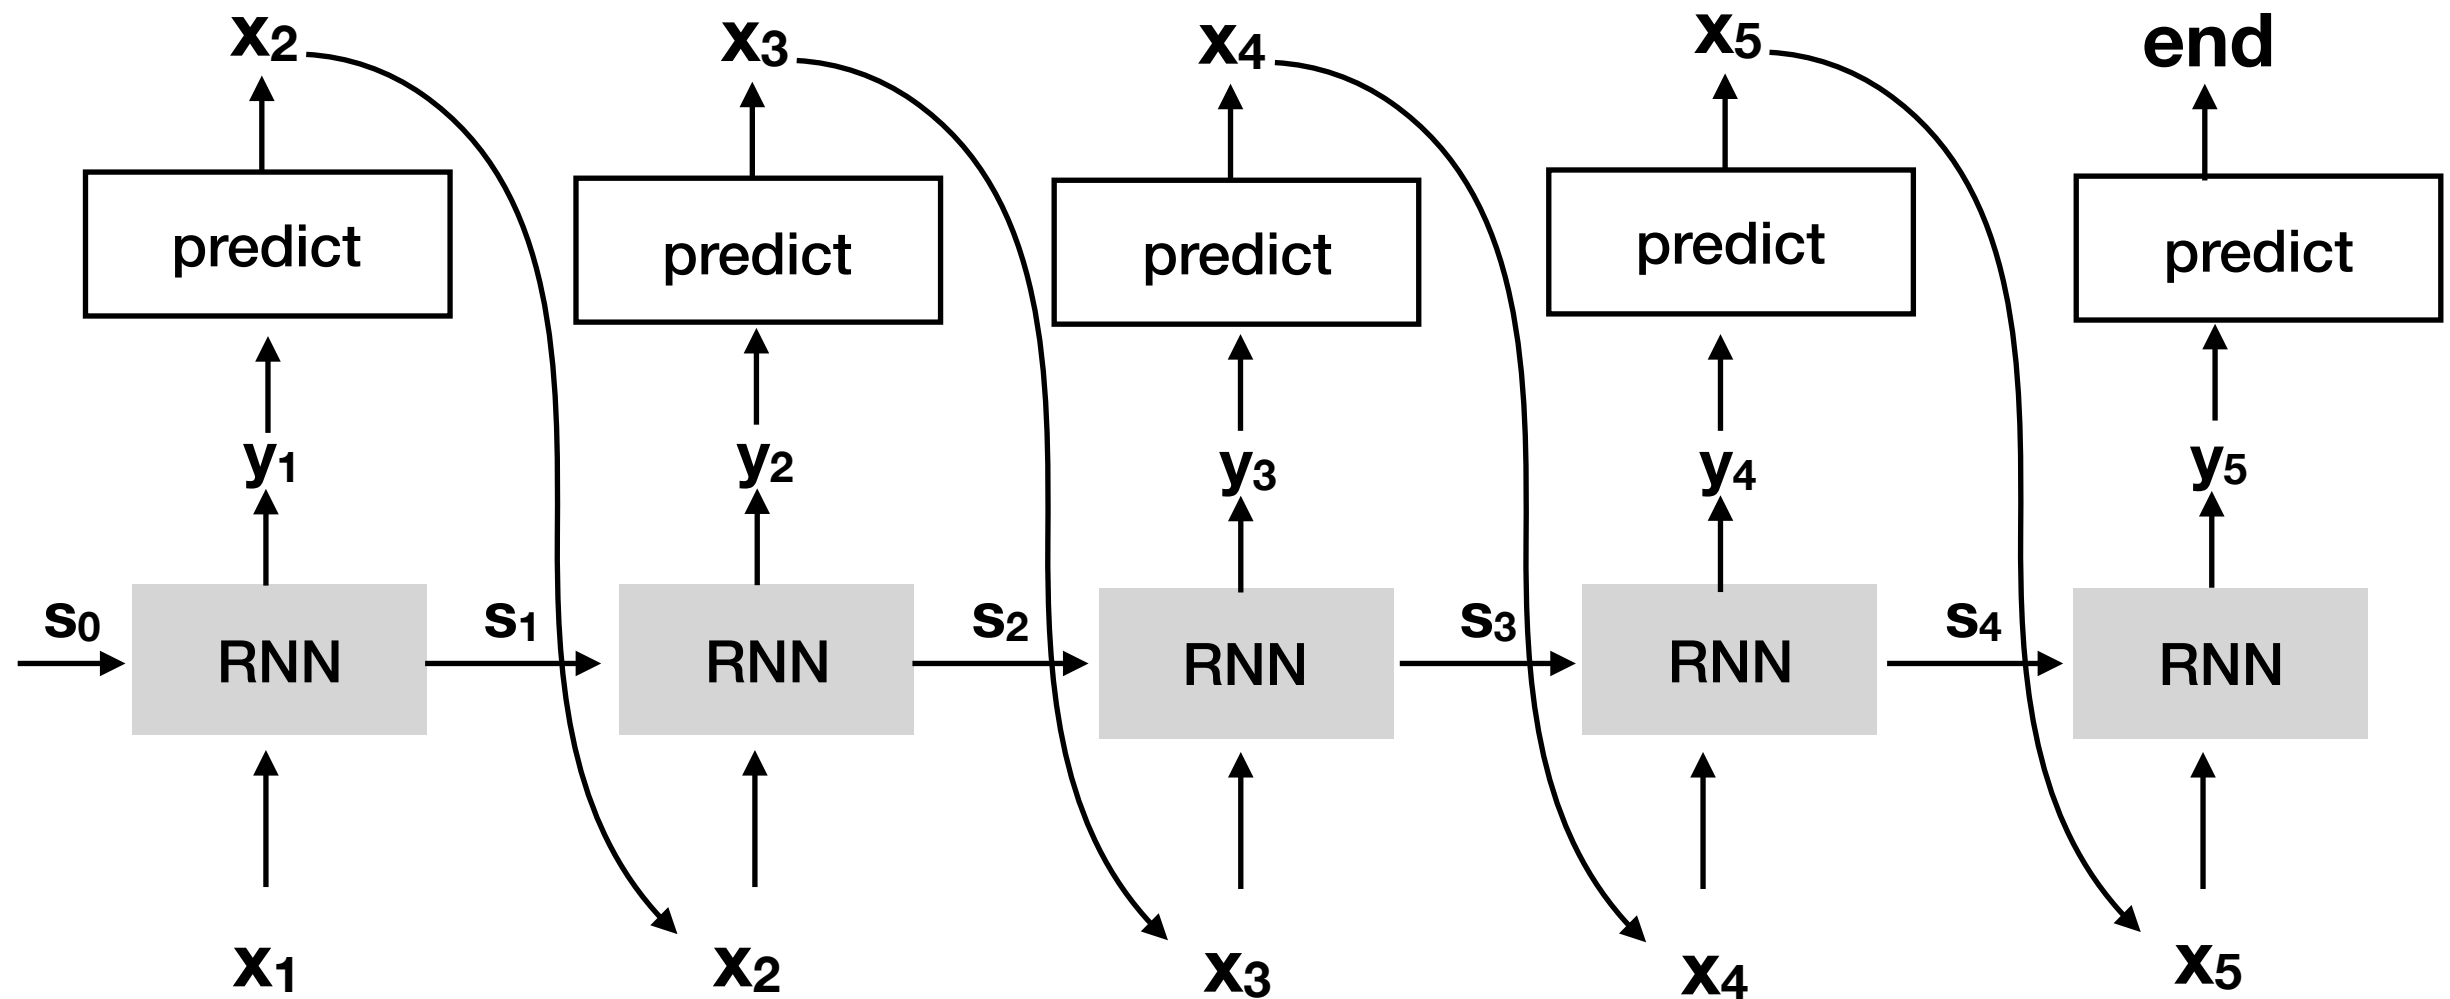 x2 x3 x4 x5 end
predict predict predict predict predict
y1 y2 y3 y4 y5
s0 s1 s2 s3 s4
RNN RNN RNN RNN RNN
x1 x2 x3 x4 x5